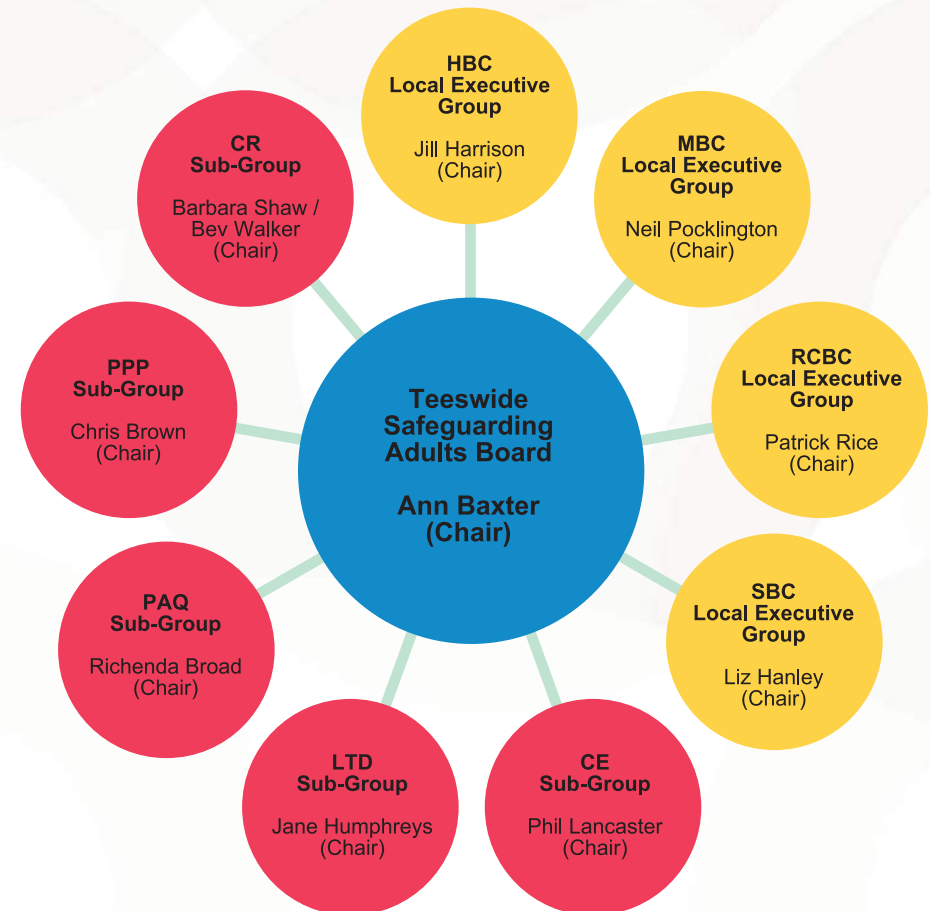 HBC
Local Executive
Group
Jill Harrison
(Chair)
MBC
Local Executive
Group
Neil Pocklington
(Chair)
RCBC
Local Executive
Group
Patrick Rice
(Chair)
SBC
Local Executive
Group
Liz Hanley
(Chair)
CE
Sub-Group
Phil Lancaster
(Chair)
LTD
Sub-Group
Jane Humphreys
(Chair)
PAQ
Sub-Group
Richenda Broad
(Chair)
PPP
Sub-Group
Chris Brown
(Chair)
CR
Sub-Group
Barbara Shaw /
Bev Walker
(Chair)
Teeswide
Safeguarding
Adults Board
Ann Baxter
(Chair)